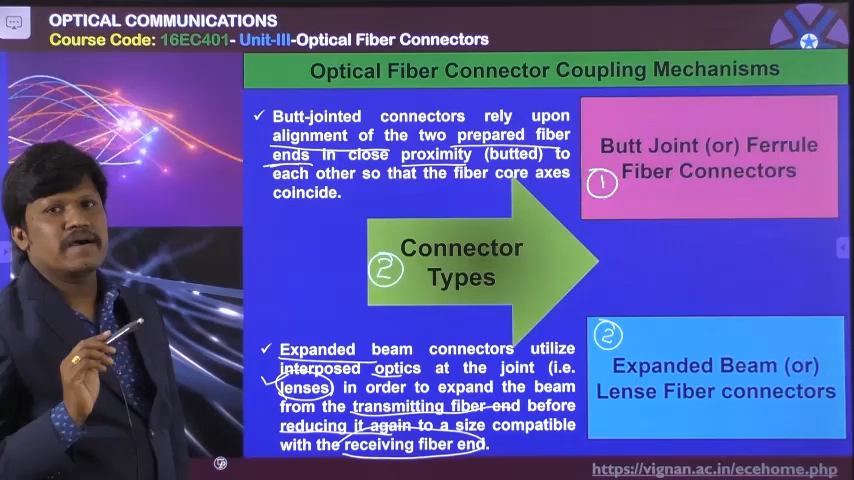 OPTICAL COMMUNICATIONS
Course Code: 16EC401- Unit-III-Optical Fiber Connectors
Optical Fiber Connector Coupling Mechanisms
✓ Butt-jointed connectors rely upon
alignment of the two prepared fiber
ends in close proximity (butted) to
each other so that the fiber core axes
coincide.
Butt Joint (or) Ferrule
Fiber Connectors
1
Connector
Types
2
✓ Expanded beam connectors utilize
interposed optics at the joint (i.e.
lenses) in order to expand the beam
from the transmitting fiber end before
reducing it again to a size compatible
with the receiving fiber end.
2
Expanded Beam (or)
Lense Fiber connectors
https://vignan.ac.in/ecehome.php